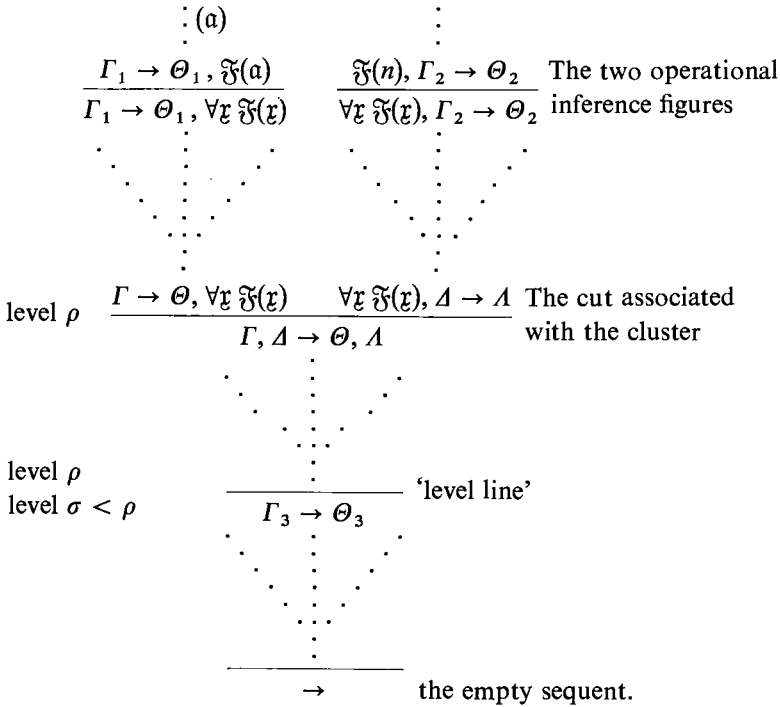 (𝔞)
Γ₁ → Θ₁, 𝔉(𝔞) 𝔉(n), Γ₂ → Θ₂ The two operational
Γ₁ → Θ₁, ∀𝔵 𝔉(𝔵) ∀𝔵 𝔉(𝔵), Γ₂ → Θ₂ inference figures
level ρ Γ → Θ, ∀𝔵 𝔉(𝔵) ∀𝔵 𝔉(𝔵), Δ → Λ The cut associated
Γ, Δ → Θ, Λ with the cluster
level ρ 'level line'
level σ < ρ Γ₃ → Θ₃
→ the empty sequent.